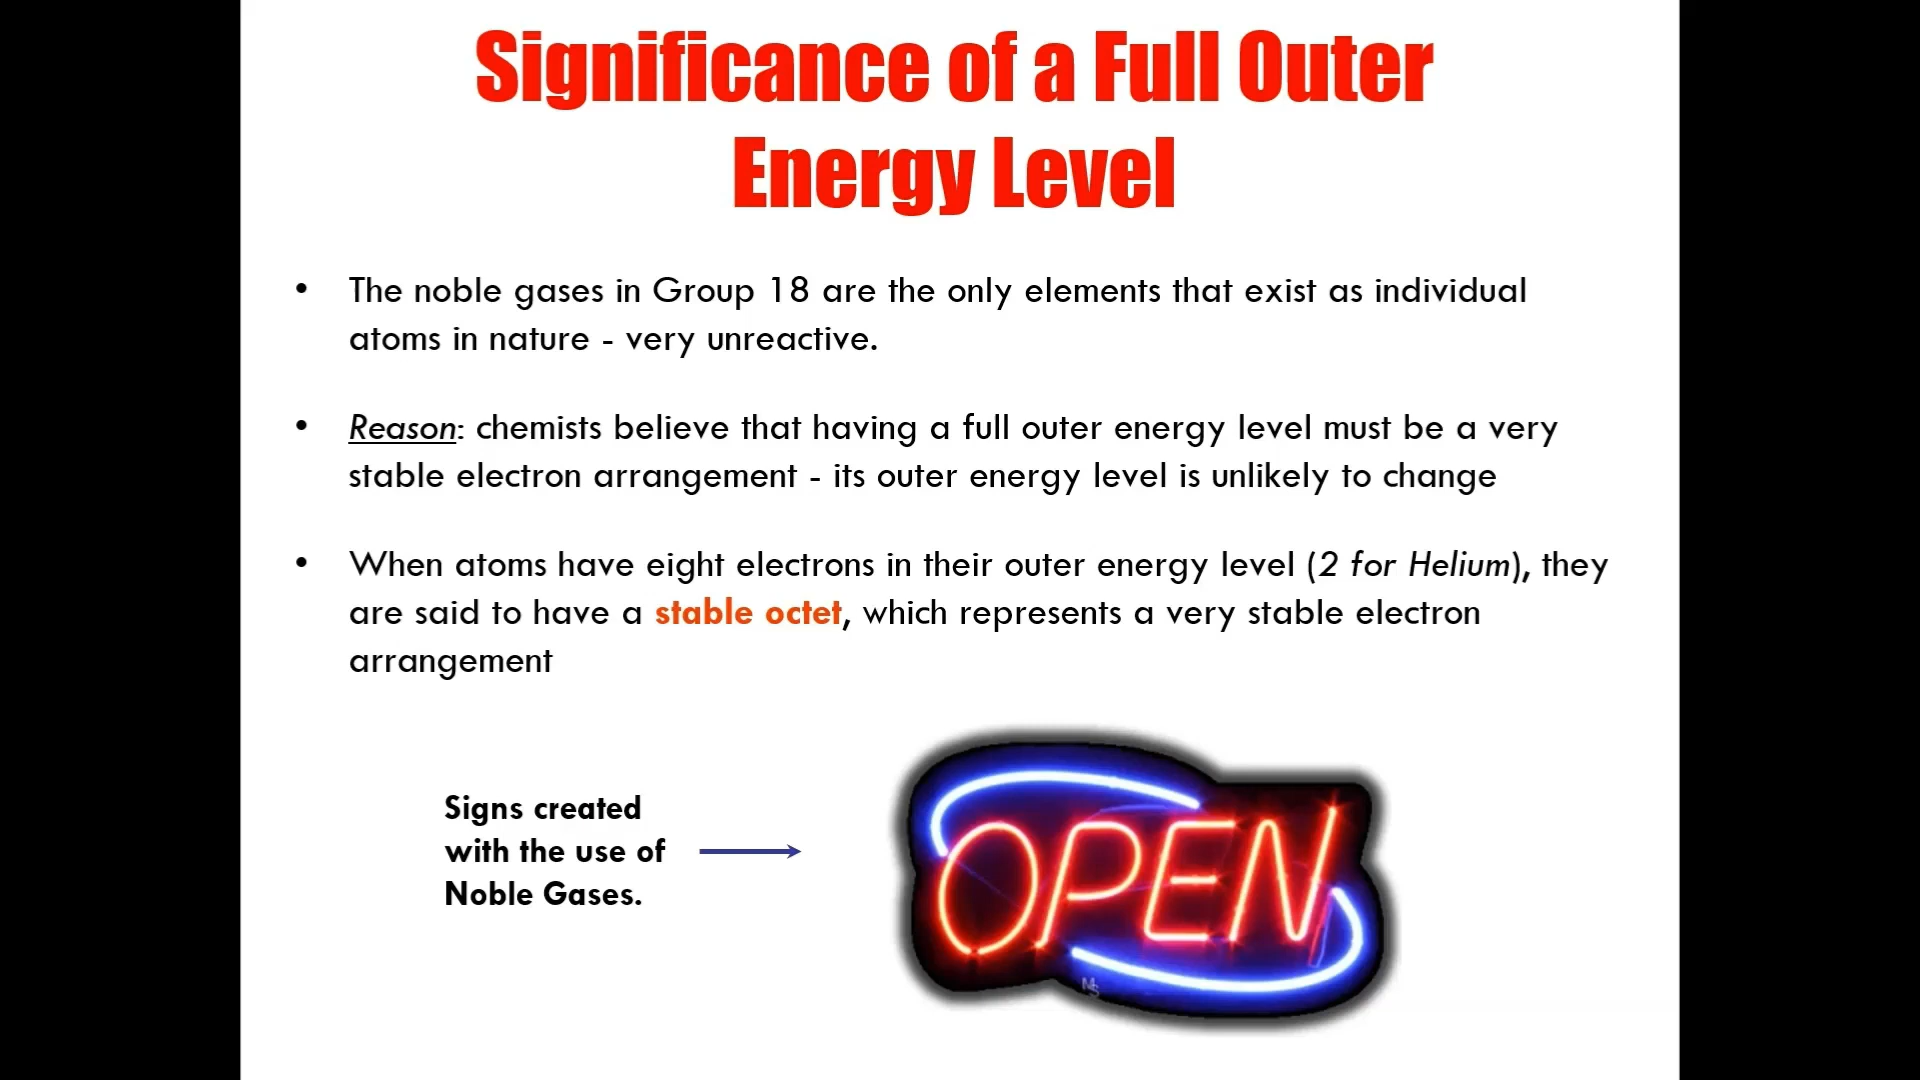 Significance of a Full Outer
Energy Level
• The noble gases in Group 18 are the only elements that exist as individual
atoms in nature - very unreactive.
• Reason: chemists believe that having a full outer energy level must be a very
stable electron arrangement - its outer energy level is unlikely to change
• When atoms have eight electrons in their outer energy level (2 for Helium), they
are said to have a stable octet, which represents a very stable electron
arrangement
Signs created
with the use of
Noble Gases.
OPEN